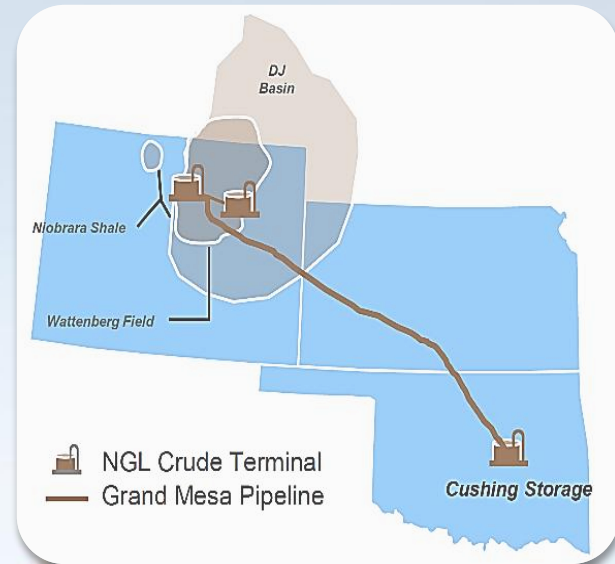 DJ
Basin
Niobrara Shale
Wattenberg Field
NGL Crude Terminal
Grand Mesa Pipeline
Cushing Storage